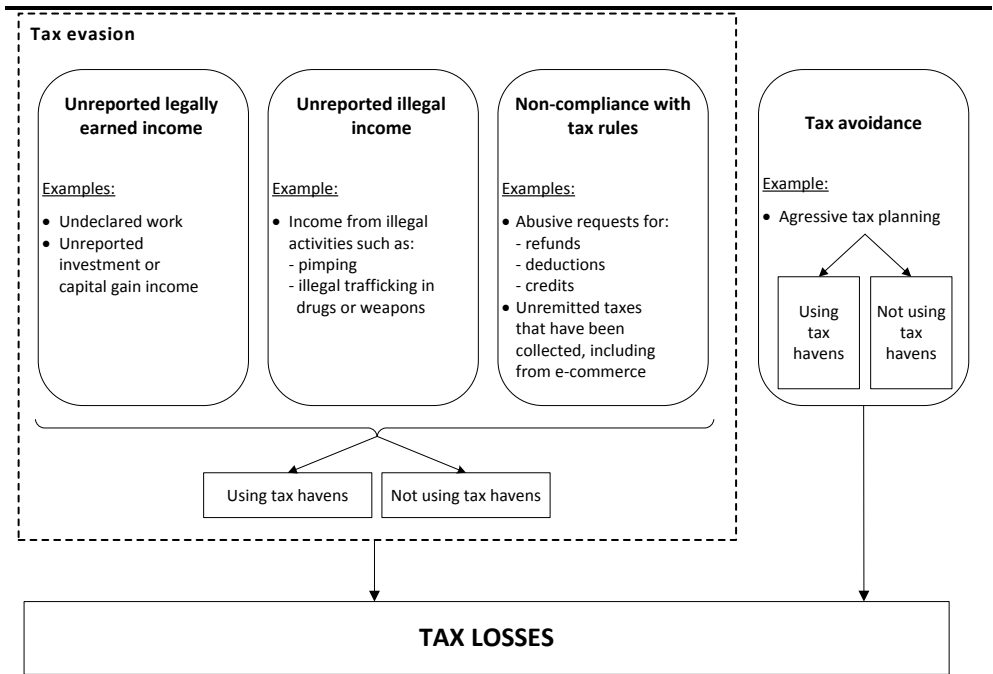 Tax evasion
Unreported legally
earned income
Examples:
• Undeclared work
• Unreported
investment or
capital gain income
Unreported illegal
income
Example:
• Income from illegal
activities such as:
- pimping
- illegal trafficking in
drugs or weapons
Non-compliance with
tax rules
Examples:
• Abusive requests for:
- refunds
- deductions
- credits
• Unremitted taxes
that have been
collected, including
from e-commerce
Using tax havens
Not using tax havens
Tax avoidance
Example:
• Agressive tax planning
Using
tax
havens
Not using
tax
havens
TAX LOSSES